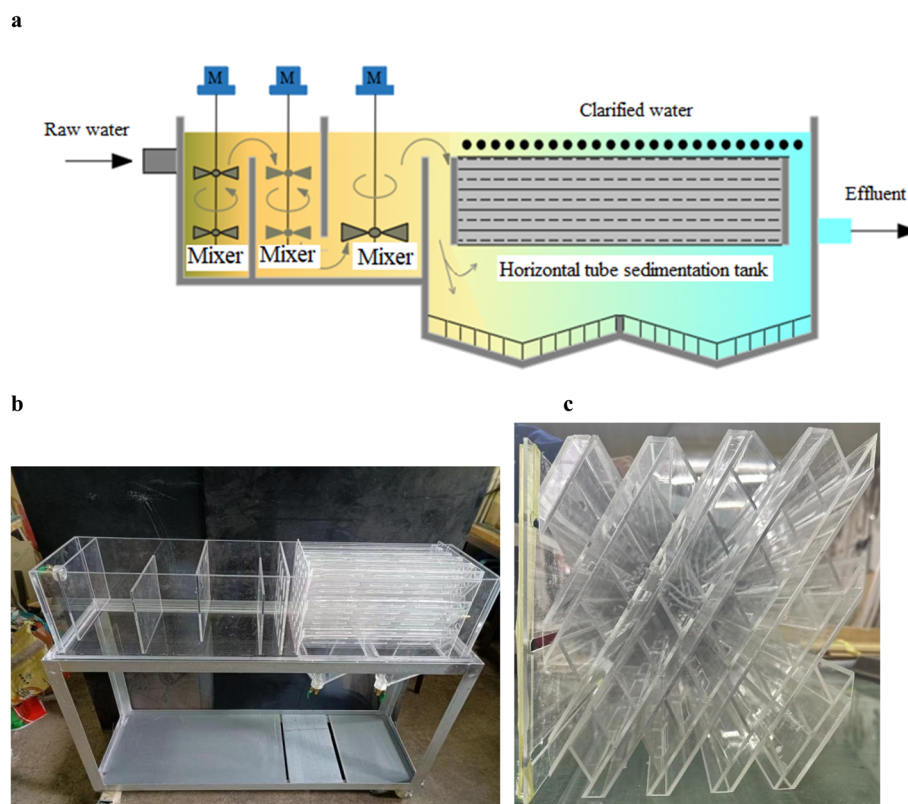 a
M M M
Clarified water
Raw water
Effluent
Mixer Mixer Mixer
Horizontal tube sedimentation tank
b c